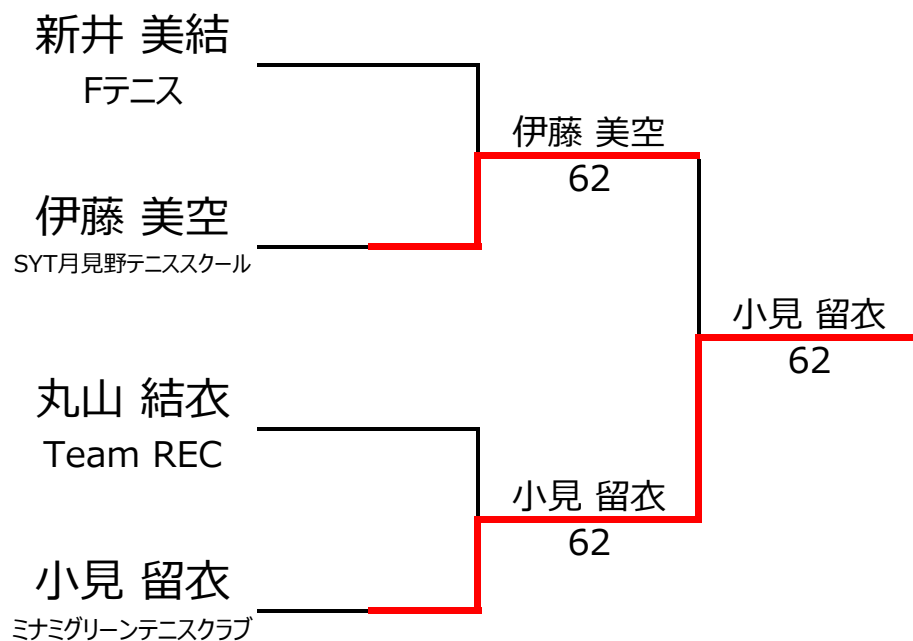 新井 美結
Fテニス
伊藤 美空
62
伊藤 美空
SYT月見野テニススクール
小見 留衣
62
丸山 結衣
Team REC
小見 留衣
62
小見 留衣
ミナミグリーンテニスクラブ